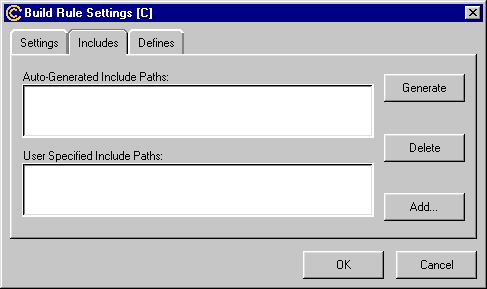 Build Rule Settings [C]
Settings Includes Defines
Auto-Generated Include Paths:
Generate
Delete
User Specified Include Paths:
Add...
OK Cancel